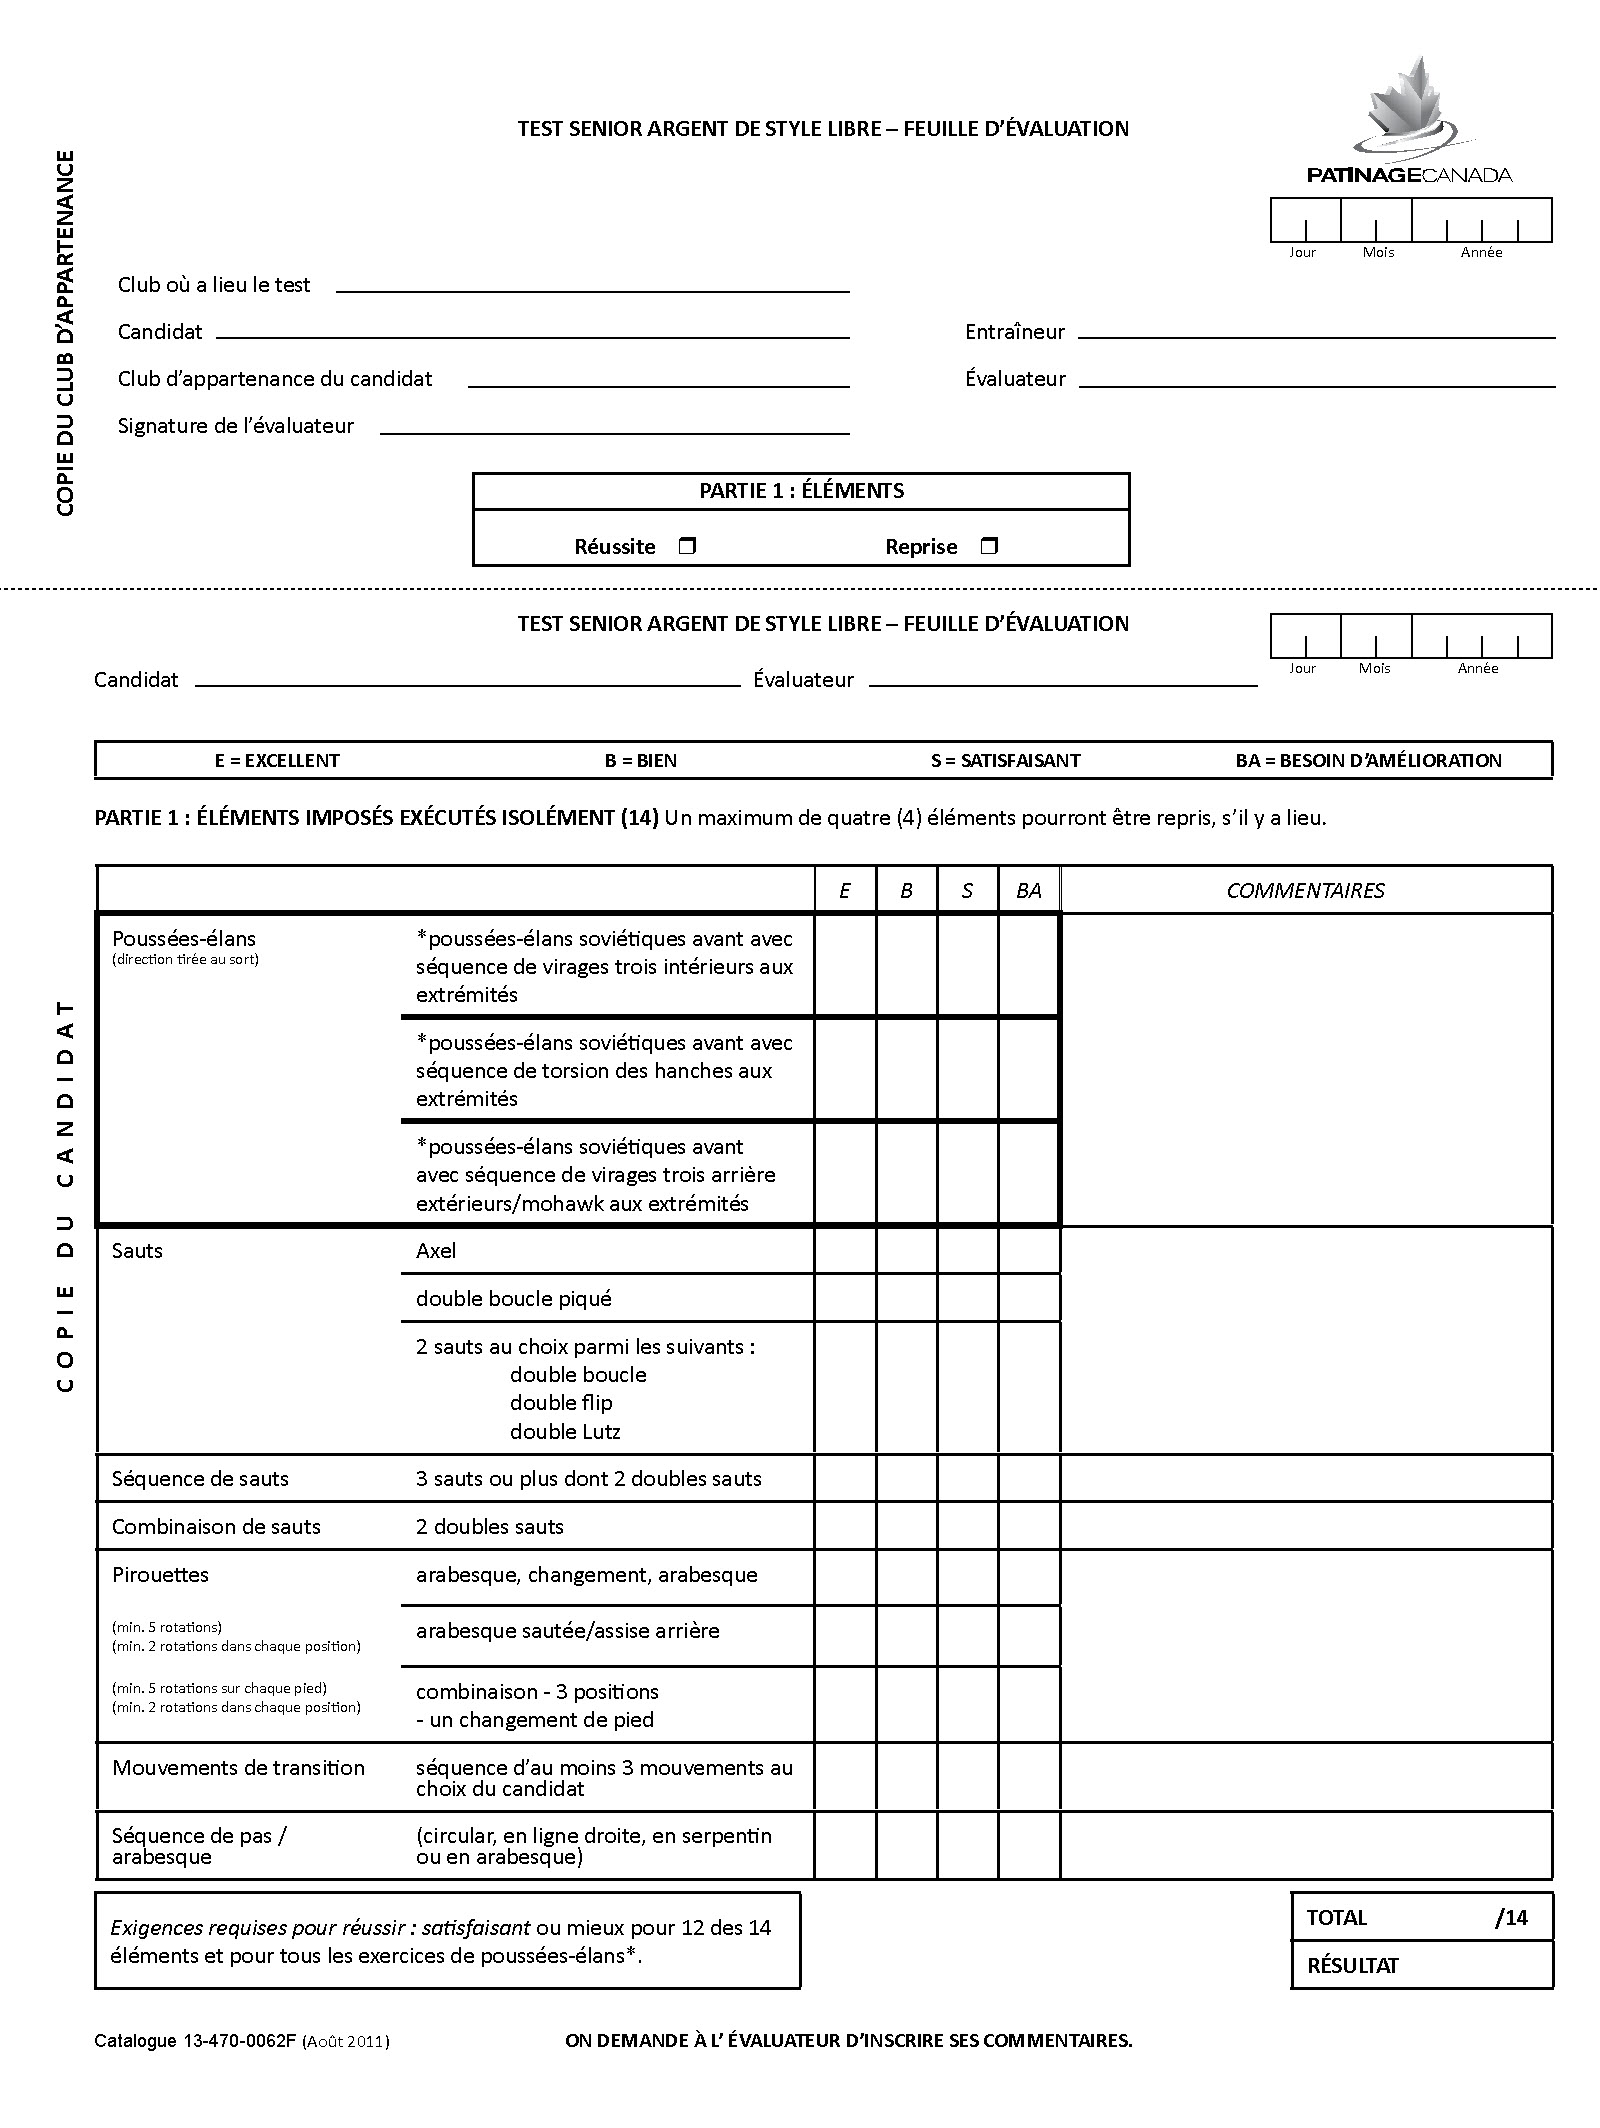 TEST SENIOR ARGENT DE STYLE LIBRE – FEUILLE D’ÉVALUATION
PATINAGECANADA
COPIE DU CLUB D’APPARTENANCE
Jour Mois Année
Club où a lieu le test
Candidat Entraîneur
Club d’appartenance du candidat Évaluateur
Signature de l’évaluateur
PARTIE 1 : ÉLÉMENTS
Réussite ❒ Reprise ❒
TEST SENIOR ARGENT DE STYLE LIBRE – FEUILLE D’ÉVALUATION
Jour Mois Année
Candidat Évaluateur
E = EXCELLENT B = BIEN S = SATISFAISANT BA = BESOIN D’AMÉLIORATION
PARTIE 1 : ÉLÉMENTS IMPOSÉS EXÉCUTÉS ISOLÉMENT (14) Un maximum de quatre (4) éléments pourront être repris, s’il y a lieu.
COPIE DU CANDIDAT
E B S BA COMMENTAIRES
Poussées-élans *poussées-élans soviétiques avant avec
(direction tirée au sort)
séquence de virages trois intérieurs aux
extrémités
*poussées-élans soviétiques avant avec
séquence de torsion des hanches aux
extrémités
*poussées-élans soviétiques avant
avec séquence de virages trois arrière
extérieurs/mohawk aux extrémités
Sauts Axel
double boucle piqué
2 sauts au choix parmi les suivants :
double boucle
double flip
double Lutz
Séquence de sauts 3 sauts ou plus dont 2 doubles sauts
Combinaison de sauts 2 doubles sauts
Pirouettes arabesque, changement, arabesque
(min. 5 rotations) arabesque sautée/assise arrière
(min. 2 rotations dans chaque position)
(min. 5 rotations sur chaque pied) combinaison - 3 positions
(min. 2 rotations dans chaque position) - un changement de pied
Mouvements de transition séquence d’au moins 3 mouvements au
choix du candidat
Séquence de pas / (circular, en ligne droite, en serpentin
arabesque ou en arabesque)
Exigences requises pour réussir : satisfaisant ou mieux pour 12 des 14
éléments et pour tous les exercices de poussées-élans*.
TOTAL /14
RÉSULTAT
Catalogue 13-470-0062F (Août 2011) ON DEMANDE À L’ ÉVALUATEUR D’INSCRIRE SES COMMENTAIRES.